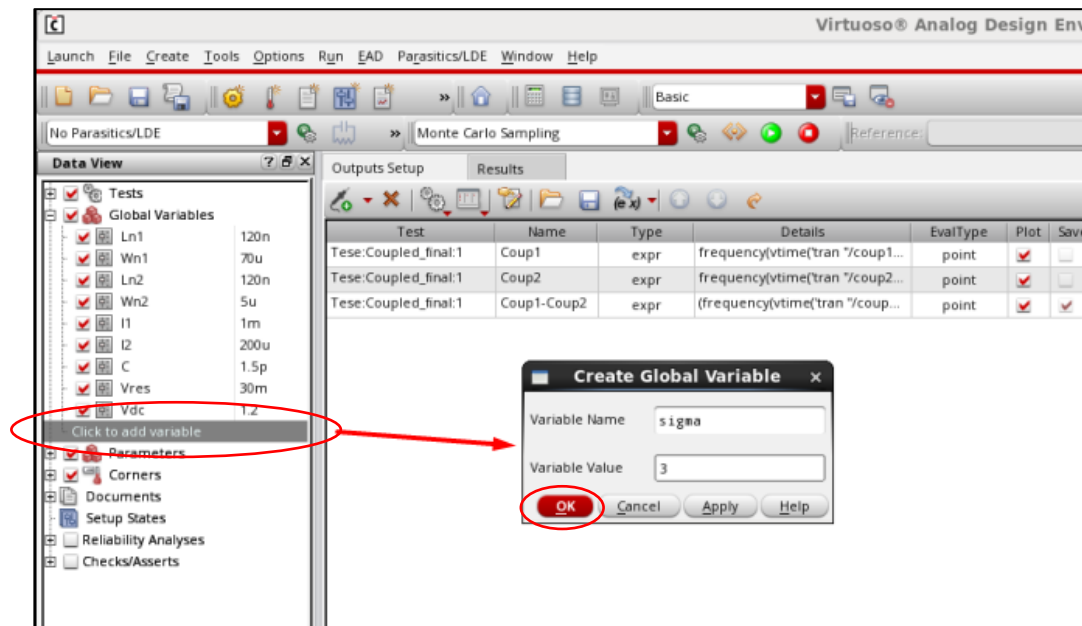 Virtuoso® Analog Design Env
Launch File Create Tools Options Run EAD Parasitics/LDE Window Help
» Basic
No Parasitics/LDE » Monte Carlo Sampling Reference:
Data View ? Outputs Setup Results
Tests
Global Variables
Ln1 120n
Wn1 70u
Ln2 120n
Wn2 5u
I1 1m
I2 200u
C 1.5p
Vres 30m
Vdc 1.2
Click to add variable
Parameters
Corners
Documents
Setup States
Reliability Analyses
Checks/Asserts
(e x)
Test Name Type Details EvalType Plot Save
Tese:Coupled_final:1 Coup1 expr frequency(vtime('tran "/coup1... point
Tese:Coupled_final:1 Coup2 expr frequency(vtime('tran "/coup2... point
Tese:Coupled_final:1 Coup1-Coup2 expr (frequency(vtime('tran "/coup... point
Create Global Variable ×
Variable Name sigma
Variable Value 3
OK Cancel Apply Help